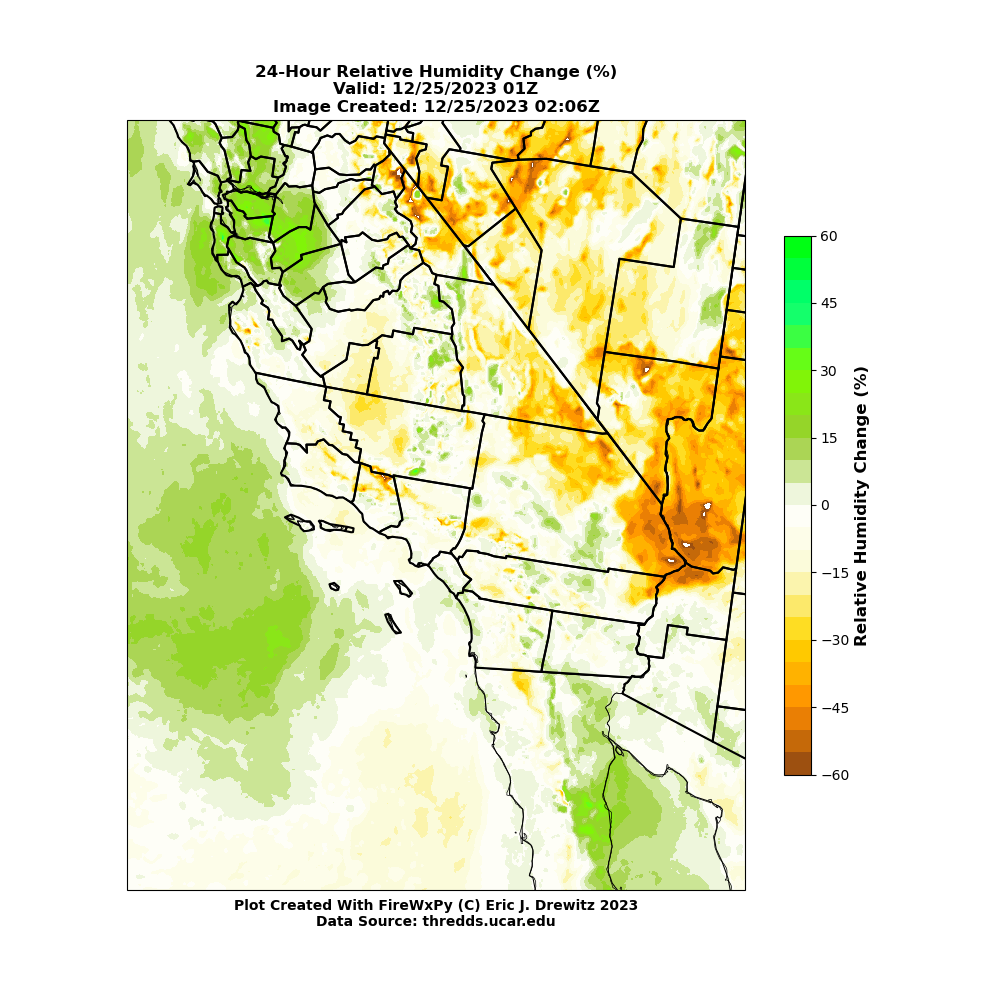 24-Hour Relative Humidity Change (%)
Valid: 12/25/2023 01Z
Image Created: 12/25/2023 02:06Z
60
45
30
15
0
−15
−30
−45
−60
Relative Humidity Change (%)
Plot Created With FireWxPy (C) Eric J. Drewitz 2023
Data Source: thredds.ucar.edu